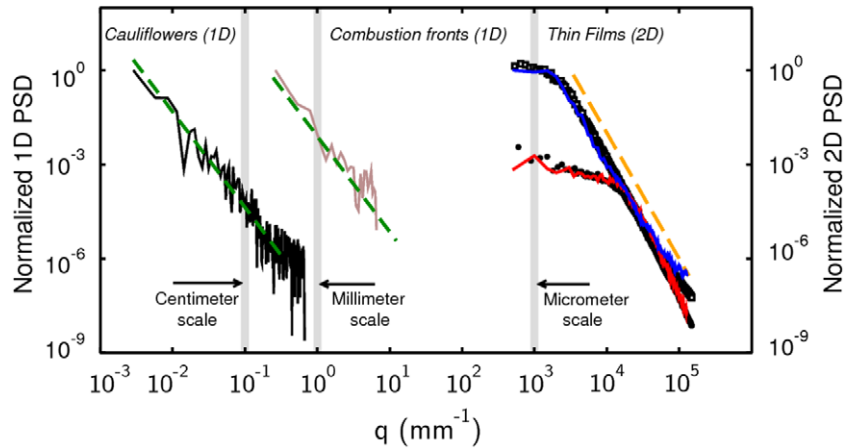 Cauliflowers (1D)
Combustion fronts (1D)
Thin Films (2D)
Normalized 1D PSD
10^0
10^-3
10^-6
10^-9
Centimeter
scale
Millimeter
scale
Micrometer
scale
10^0
10^-3
10^-6
10^-9
Normalized 2D PSD
10^-3 10^-2 10^-1 10^0 10^1 10^2 10^3 10^4 10^5
q (mm^-1)